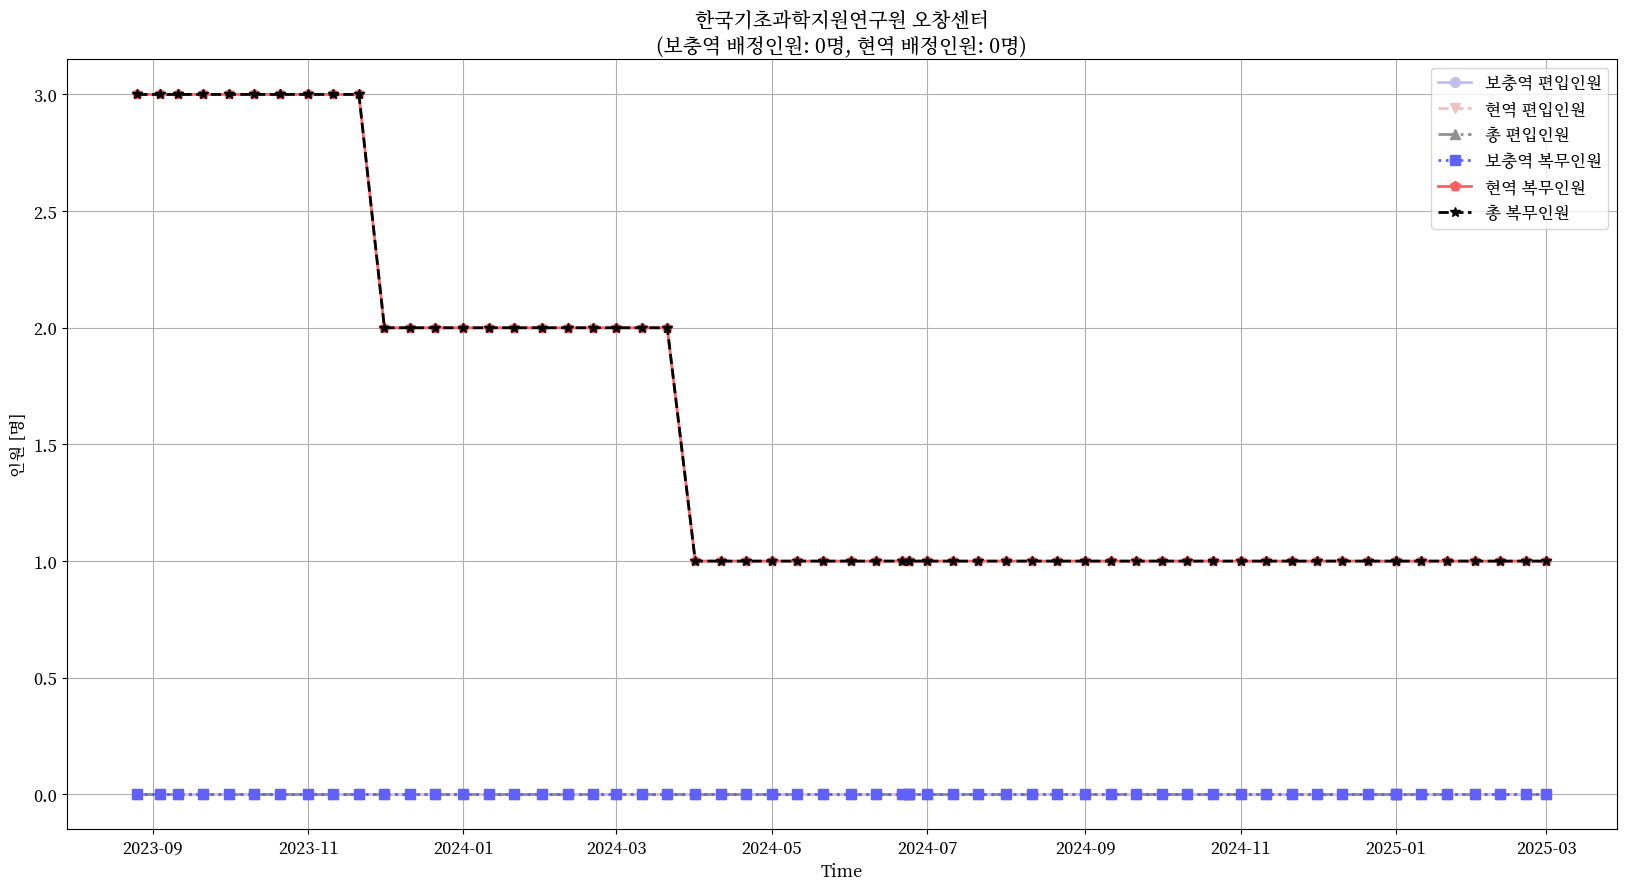 한국기초과학지원연구원 오창센터
(보충역 배정인원: 0명, 현역 배정인원: 0명)
보충역 편입인원
현역 편입인원
총 편입인원
보충역 복무인원
현역 복무인원
총 복무인원
인원 [명]
3.0
2.5
2.0
1.5
1.0
0.5
0.0
2023-09 2023-11 2024-01 2024-03 2024-05 2024-07 2024-09 2024-11 2025-01 2025-03
Time